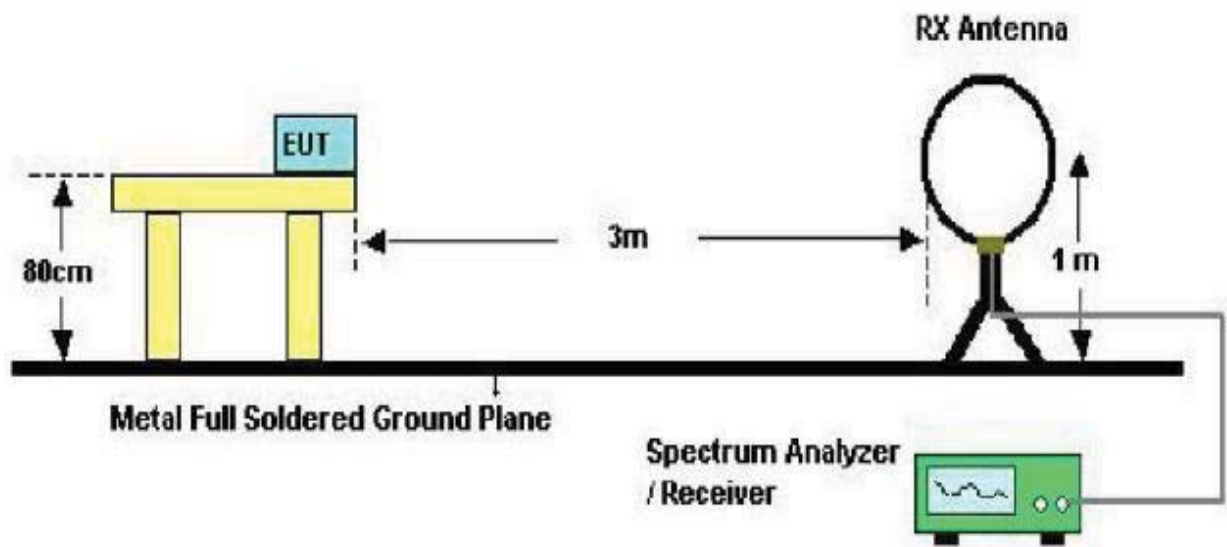 RX Antenna
EUT
3m
80cm
1 m
Metal Full Soldered Ground Plane
Spectrum Analyzer
/ Receiver